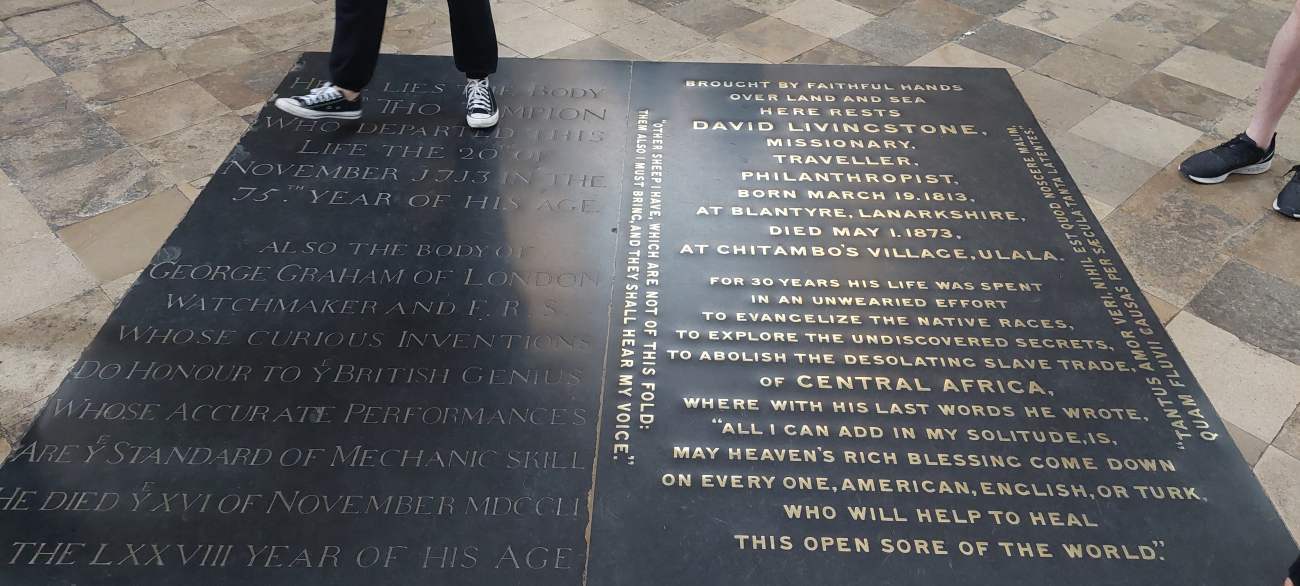 HERE LIES THE BODY
THO TOMPION
WHO DEPARTED THIS
LIFE THE 20TH OF
NOVEMBER 1713 IN THE
75TH. YEAR OF HIS AGE
ALSO THE BODY OF
GEORGE GRAHAM OF LONDON
WATCHMAKER AND F. R. S.
WHOSE CURIOUS INVENTIONS
DO HONOUR TO YE BRITISH GENIUS
WHOSE ACCURATE PERFORMANCES
ARE YE STANDARD OF MECHANIC SKILL
HE DIED YE XVI OF NOVEMBER MDCCLI
THE LXXVIII YEAR OF HIS AGE
"OTHER SHEEP I HAVE, WHICH ARE NOT OF THIS FOLD:
THEM ALSO I MUST BRING, AND THEY SHALL HEAR MY VOICE."
BROUGHT BY FAITHFUL HANDS
OVER LAND AND SEA
HERE RESTS
DAVID LIVINGSTONE,
MISSIONARY,
TRAVELLER,
PHILANTHROPIST,
BORN MARCH 19. 1813,
AT BLANTYRE, LANARKSHIRE,
DIED MAY 1. 1873,
AT CHITAMBO'S VILLAGE, ULALA.
FOR 30 YEARS HIS LIFE WAS SPENT
IN AN UNWEARIED EFFORT
TO EVANGELIZE THE NATIVE RACES,
TO EXPLORE THE UNDISCOVERED SECRETS,
TO ABOLISH THE DESOLATING SLAVE TRADE,
OF CENTRAL AFRICA,
WHERE WITH HIS LAST WORDS HE WROTE,
"ALL I CAN ADD IN MY SOLITUDE, IS,
MAY HEAVEN'S RICH BLESSING COME DOWN
ON EVERY ONE, AMERICAN, ENGLISH, OR TURK,
WHO WILL HELP TO HEAL
THIS OPEN SORE OF THE WORLD."
"TANTUS AMOR VERI, NIHIL EST QUOD NOSCERE MALIM,
QUAM FLUVII CAUSAS PER SÆCULA TANTA LATENTES."